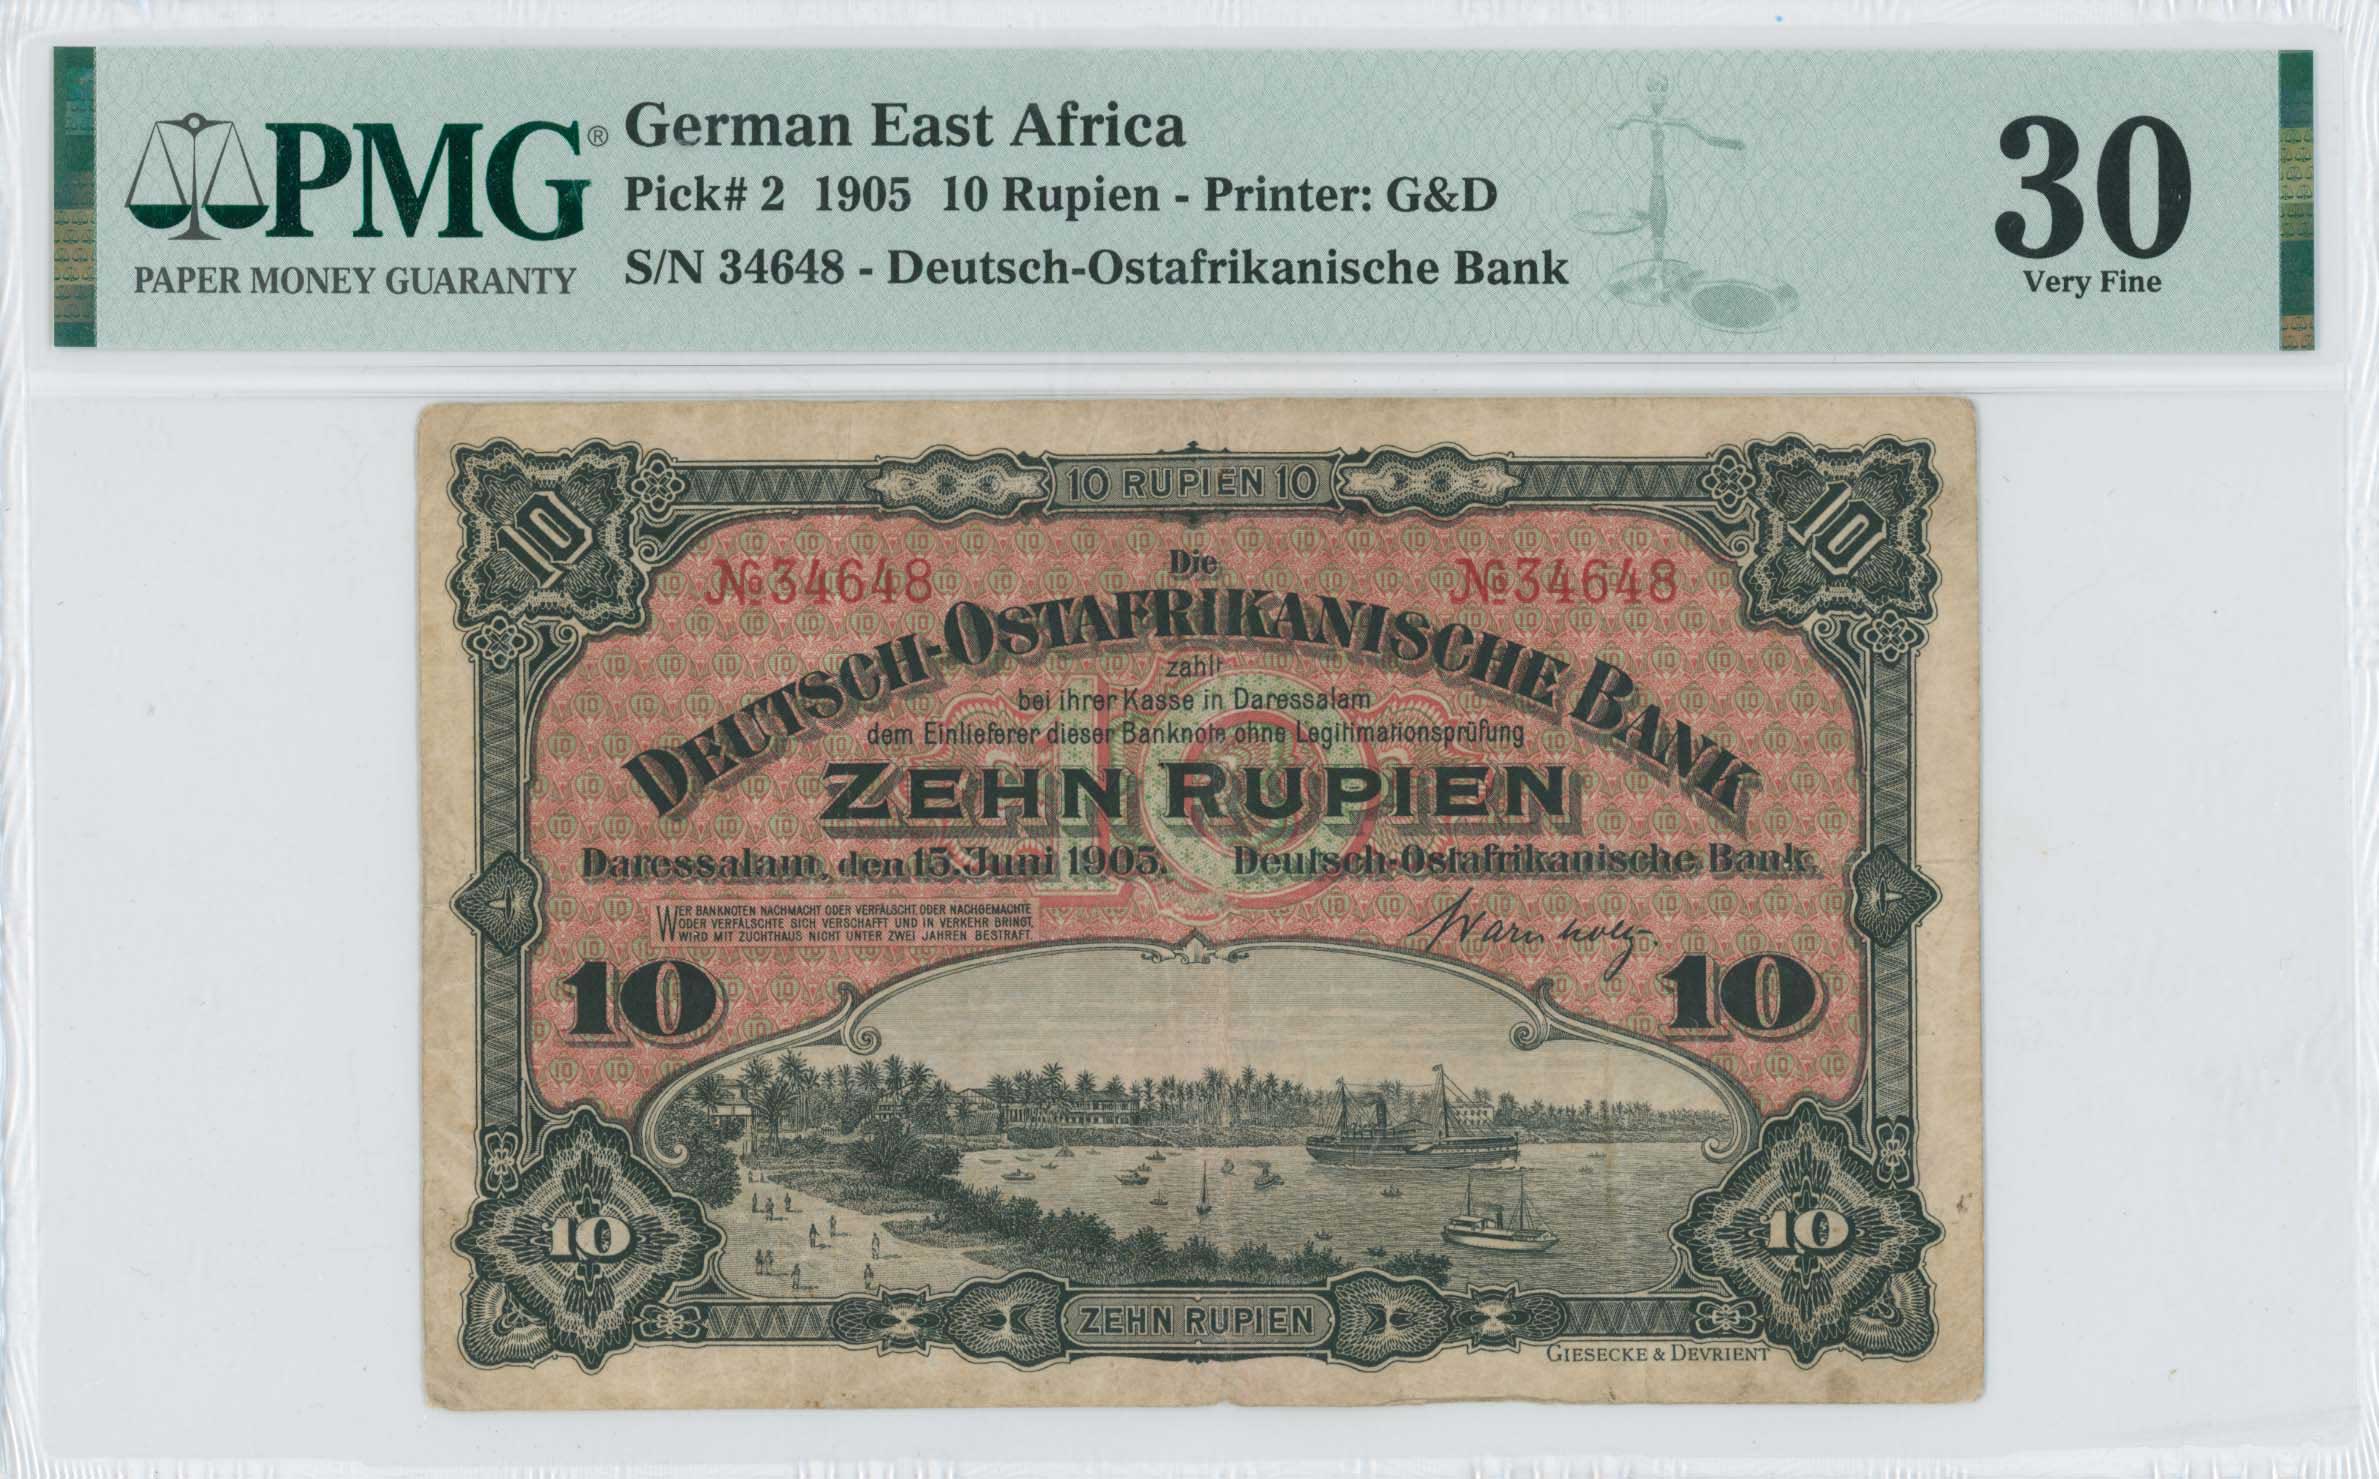 PMG®
PAPER MONEY GUARANTY
German East Africa
Pick# 2 1905 10 Rupien - Printer: G&D
S/N 34648 - Deutsch-Ostafrikanische Bank
30
Very Fine
10
10 RUPIEN 10
10
№34648
Die
№34648
DEUTSCH-OSTAFRIKANISCHE BANK
zahlt
bei ihrer Kasse in Daressalam
dem Einlieferer dieser Banknote ohne Legitimationsprüfung
ZEHN RUPIEN
Daressalam, den 15. Juni 1905.
Deutsch-Ostafrikanische Bank.
WER BANKNOTEN NACHMACHT ODER VERFÄLSCHT, ODER NACHGEMACHTE
ODER VERFÄLSCHTE SICH VERSCHAFFT UND IN VERKEHR BRINGT,
WIRD MIT ZUCHTHAUS NICHT UNTER ZWEI JAHREN BESTRAFT.
Warnholtz.
10
10
10
10
ZEHN RUPIEN
GIESECKE & DEVRIENT